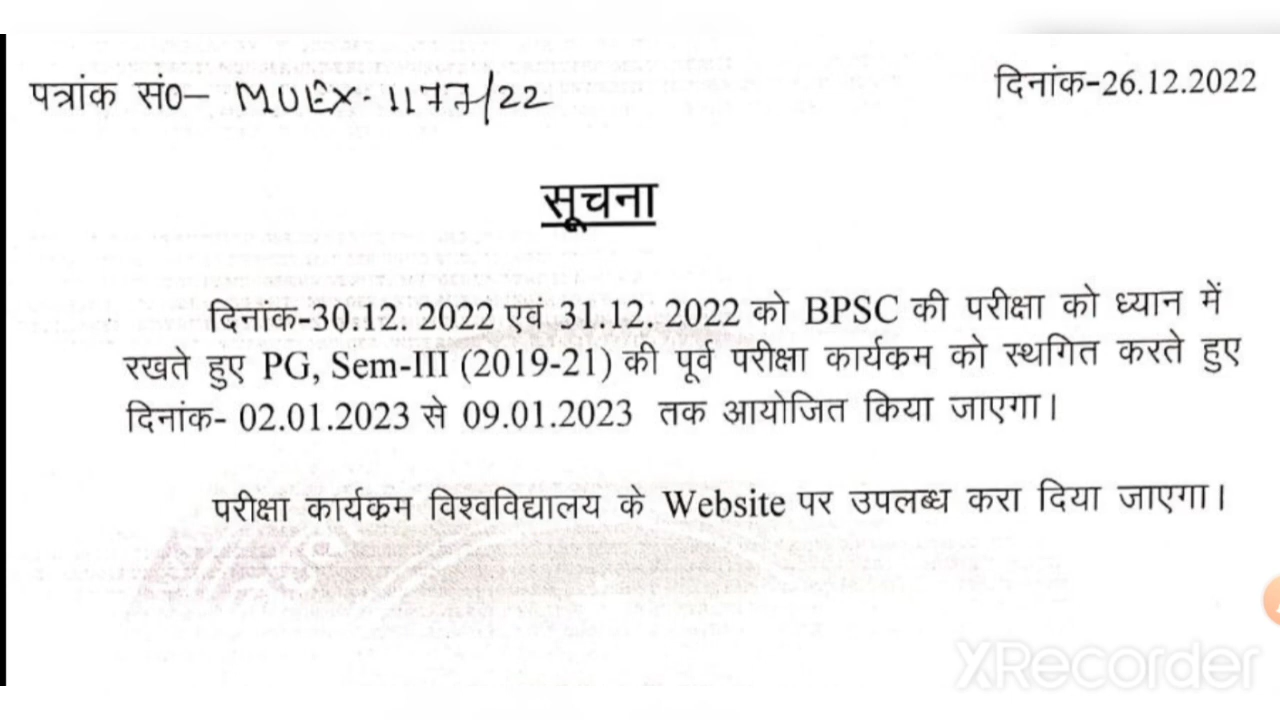 पत्रांक सं0— MUEX-1177/22
दिनांक-26.12.2022
सूचना
दिनांक-30.12. 2022 एवं 31.12. 2022 को BPSC की परीक्षा को ध्यान में
रखते हुए PG, Sem-III (2019-21) की पूर्व परीक्षा कार्यक्रम को स्थगित करते हुए
दिनांक- 02.01.2023 से 09.01.2023 तक आयोजित किया जाएगा।
परीक्षा कार्यक्रम विश्वविद्यालय के Website पर उपलब्ध करा दिया जाएगा।
XRecorder